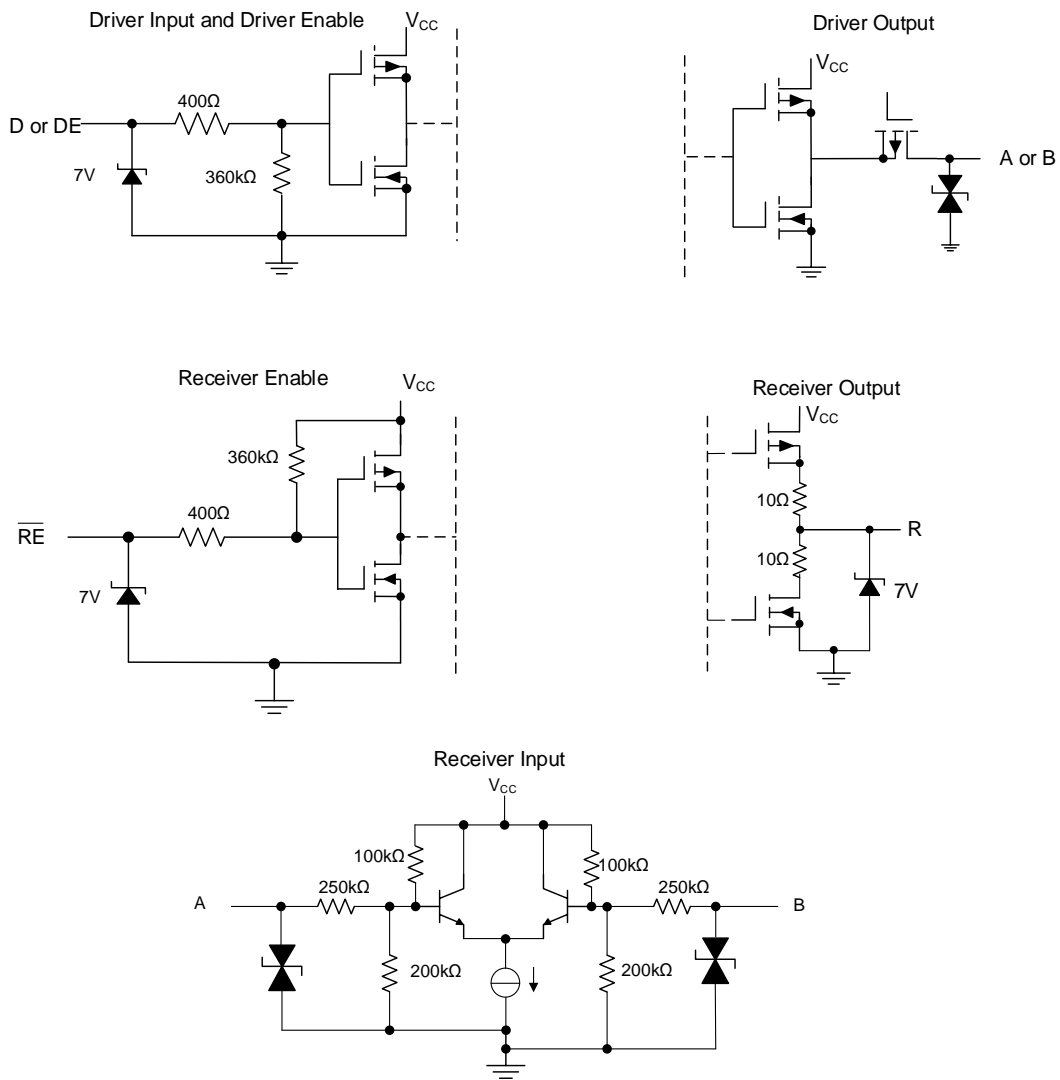 Driver Input and Driver Enable
V_CC
400Ω
D or DE
7V
360kΩ
Driver Output
V_CC
A or B
Receiver Enable
V_CC
360kΩ
400Ω
R̅E̅
7V
Receiver Output
V_CC
10Ω
R
10Ω
7V
Receiver Input
V_CC
100kΩ
100kΩ
A
250kΩ
250kΩ
B
200kΩ
200kΩ